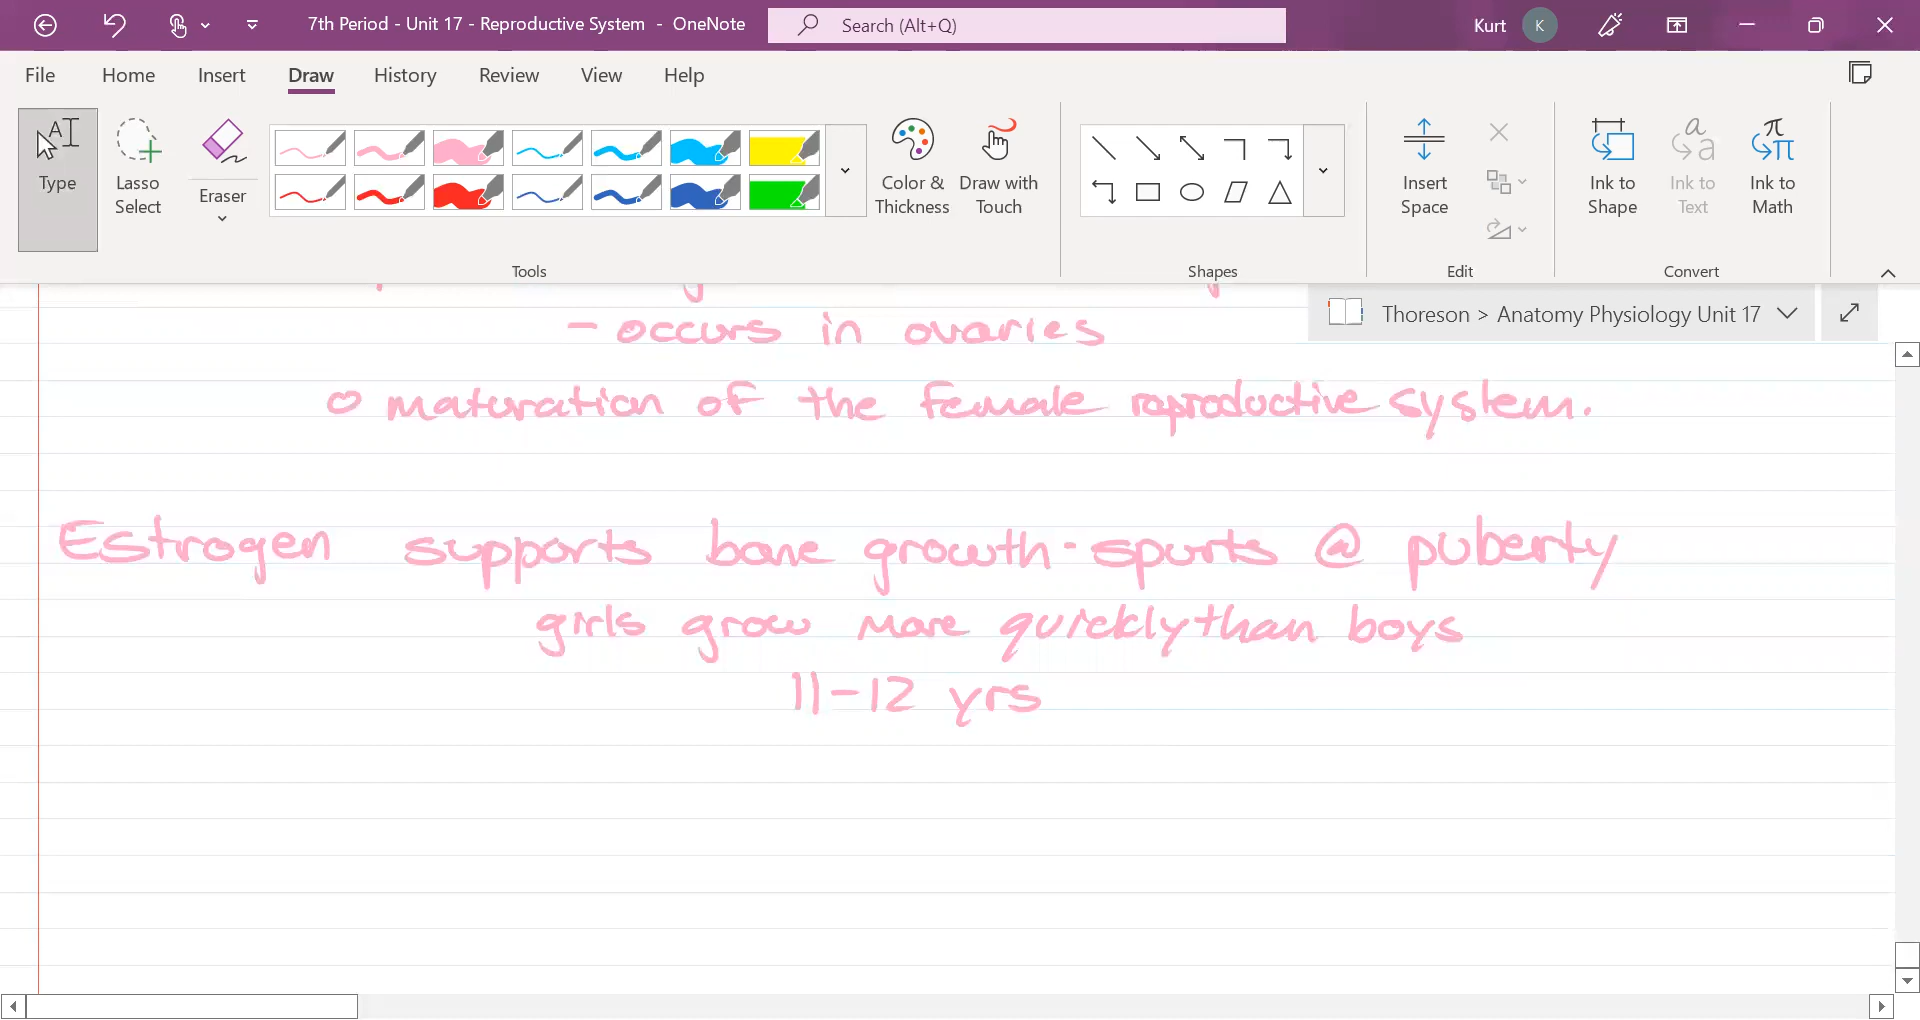 7th Period - Unit 17 - Reproductive System - OneNote
Search (Alt+Q)
Kurt
K
File Home Insert Draw History Review View Help
Type
Lasso Select
Eraser
Color & Thickness
Draw with Touch
Insert Space
Ink to Shape
Ink to Text
Ink to Math
Tools
Shapes
Edit
Convert
Thoreson > Anatomy Physiology Unit 17
- occurs in ovaries
o maturation of the female reproductive system.
Estrogen supports bone growth - spurts @ puberty
girls grow more quickly than boys
11-12 yrs